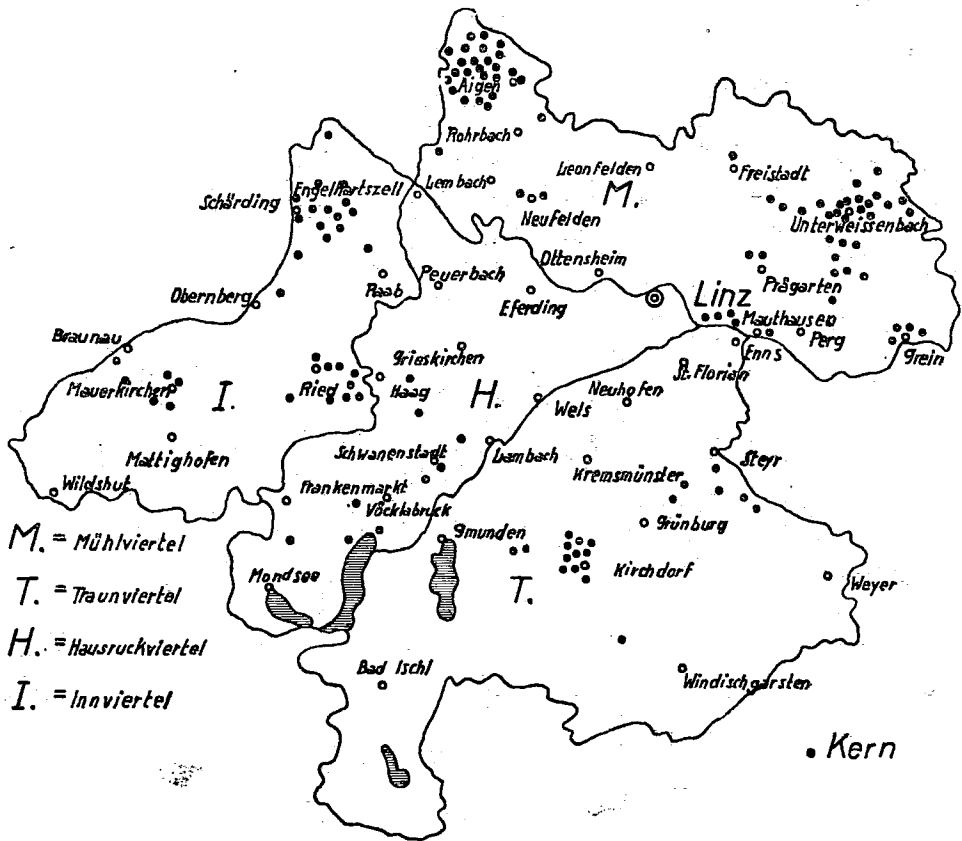 Aigen
Rohrbach
Leonfelden
Freistadt
Engelhartszell
Lembach
M.
Schärding
Neufelden
Unterweissenbach
Ottensheim
Peuerbach
Raab
Prägarten
Obernberg
Eferding
Linz
Mauthausen
Perg
Braunau
Enns
Grein
Grieskirchen
St. Florian
Mauerkirchen
I.
Ried
Haag
H.
Neuhofen
Wels
Mattighofen
Schwanenstadt
Lambach
Kremsmünster
Steyr
Wildshut
Frankenmarkt
Vöcklabruck
Grünburg
Gmunden
M. = Mühlviertel
Kirchdorf
Mondsee
T.
Weyer
T. = Traunviertel
H. = Hausruckviertel
Bad Ischl
Windischgarsten
I. = Innviertel
Kern